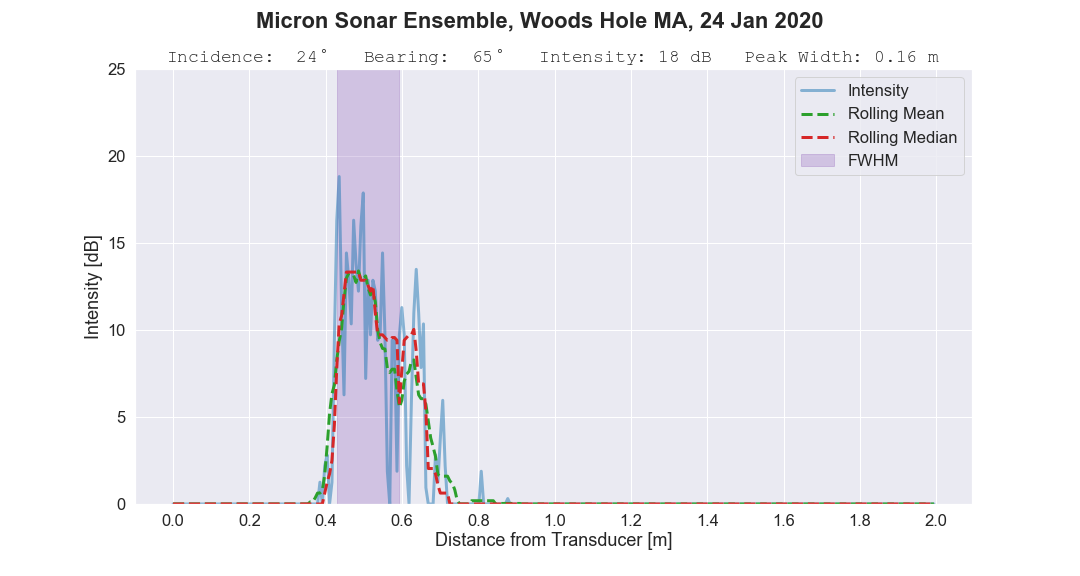 Micron Sonar Ensemble, Woods Hole MA, 24 Jan 2020
Incidence:  24°   Bearing:  65°   Intensity: 18 dB   Peak Width: 0.16 m
25
20
15
10
5
0
Intensity [dB]
Intensity
Rolling Mean
Rolling Median
FWHM
0.0 0.2 0.4 0.6 0.8 1.0 1.2 1.4 1.6 1.8 2.0
Distance from Transducer [m]